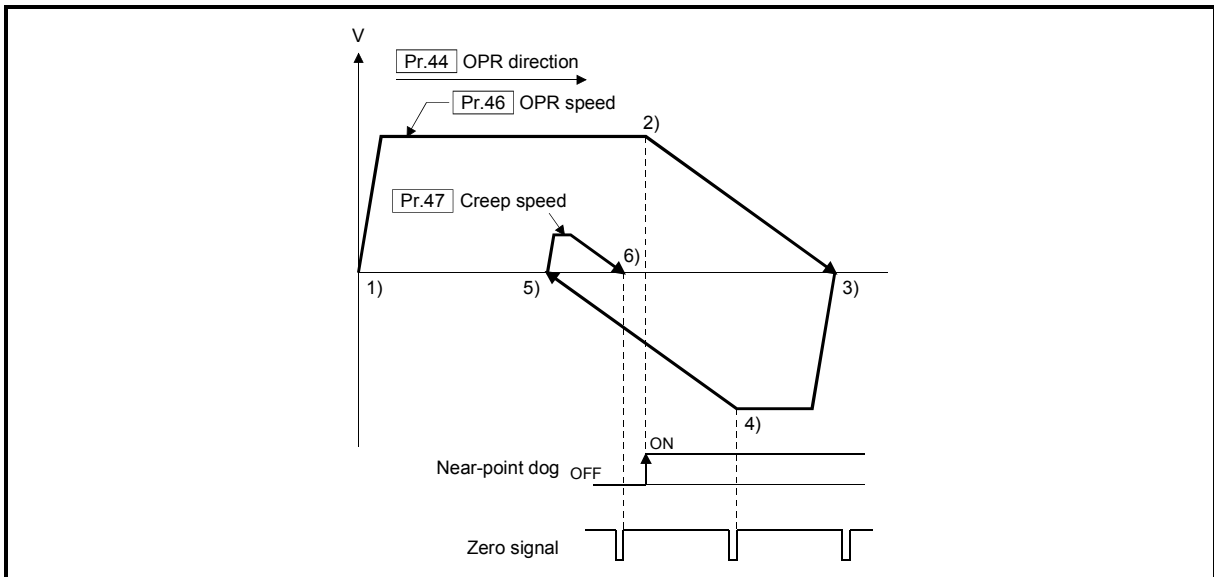 V
Pr.44 OPR direction
Pr.46 OPR speed
2)
Pr.47 Creep speed
6)
1)
5)
3)
4)
ON
Near-point dog OFF
Zero signal